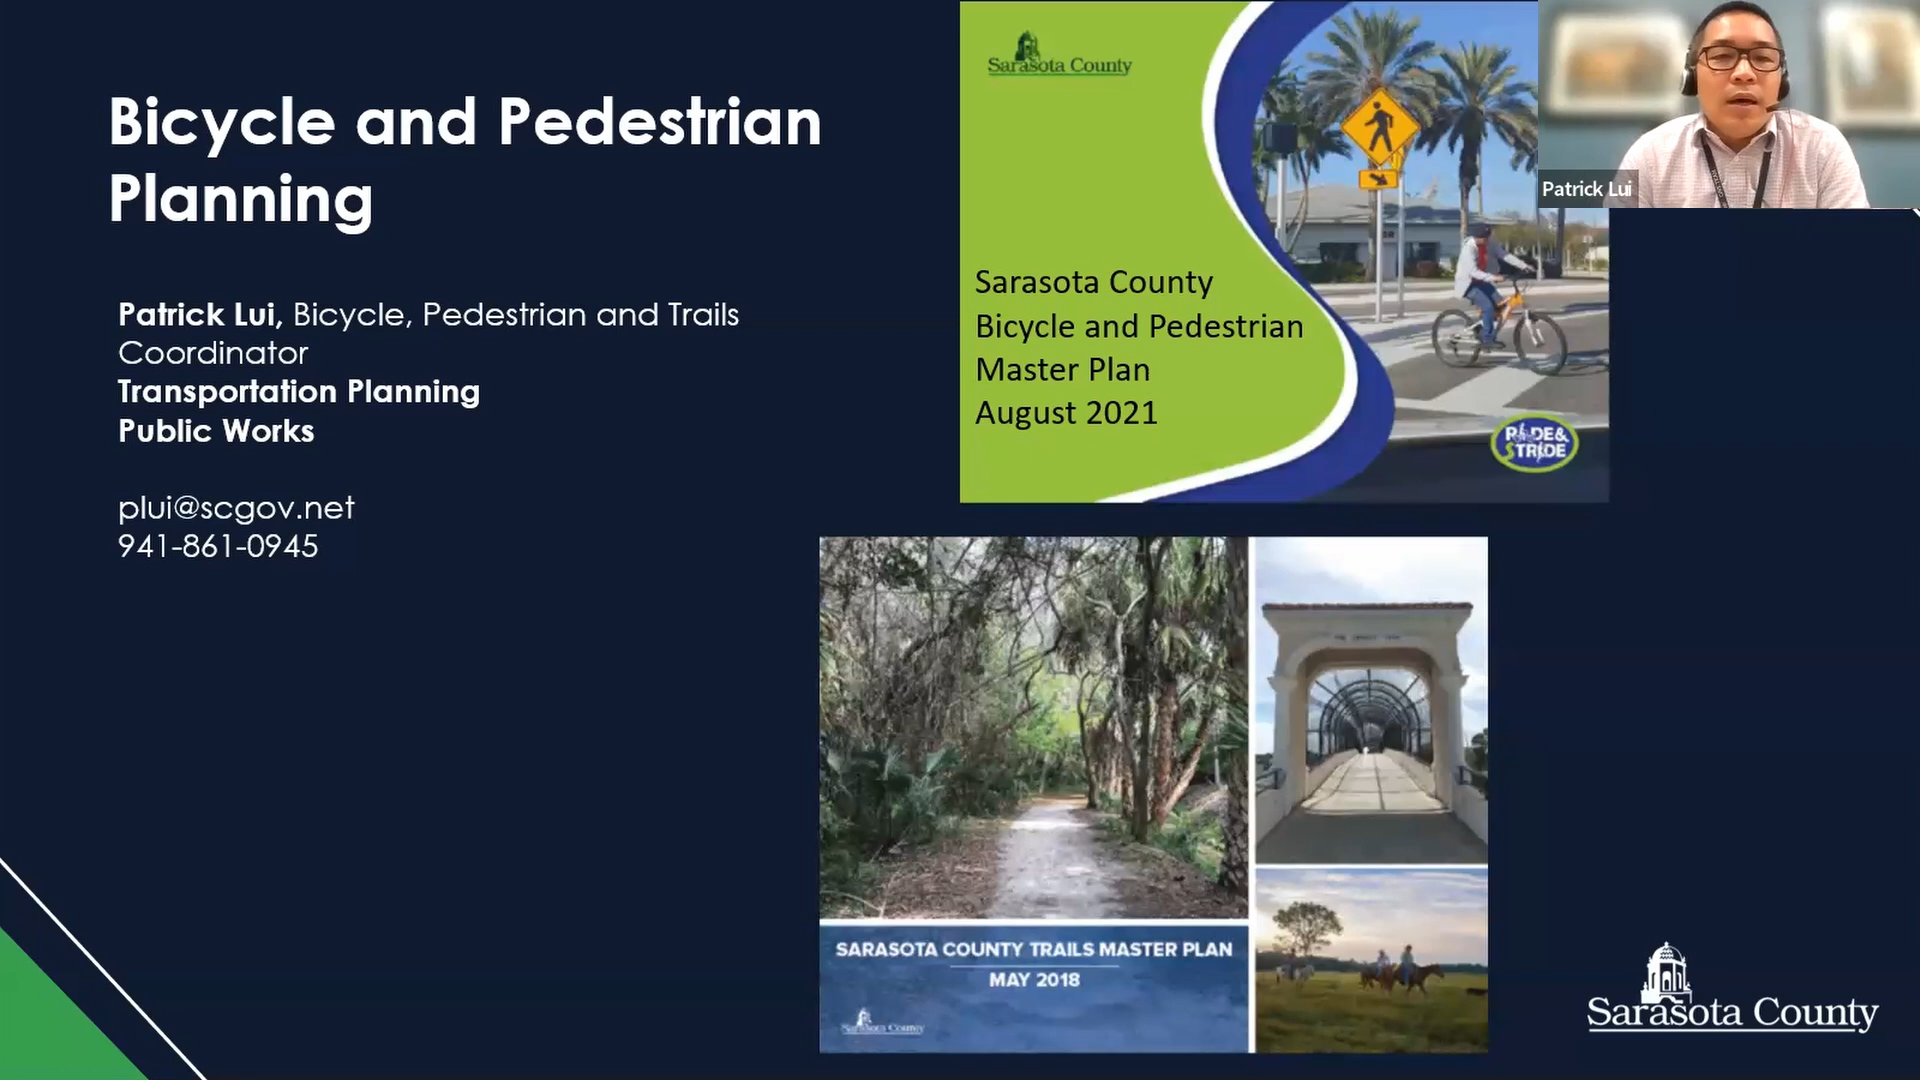 Bicycle and Pedestrian
Planning
Patrick Lui, Bicycle, Pedestrian and Trails
Coordinator
Transportation Planning
Public Works
plui@scgov.net
941-861-0945
Sarasota County
Sarasota County
Bicycle and Pedestrian
Master Plan
August 2021
RIDE&
STRIDE
Patrick Lui
SARASOTA COUNTY TRAILS MASTER PLAN
MAY 2018
Sarasota County
Sarasota County